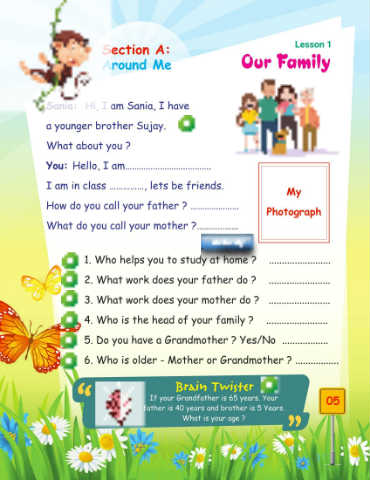 Lesson 1
Section A:
Around Me
Our Family
Sania: Hi, I am Sania, I have
a younger brother Sujay.
What about you ?
You: Hello, I am......................................
I am in class ..............., lets be friends.
How do you call your father ? .....................
What do you call your mother ?..................
My
Photograph
1. Who helps you to study at home ? ......................
2. What work does your father do ? ......................
3. What work does your mother do ? ......................
4. Who is the head of your family ? ......................
5. Do you have a Grandmother ? Yes/No .................
6. Who is older - Mother or Grandmother ? .................
Brain Twister
If your Grandfather is 65 years. Your
father is 40 years and brother is 5 Years.
What is your age ?
05